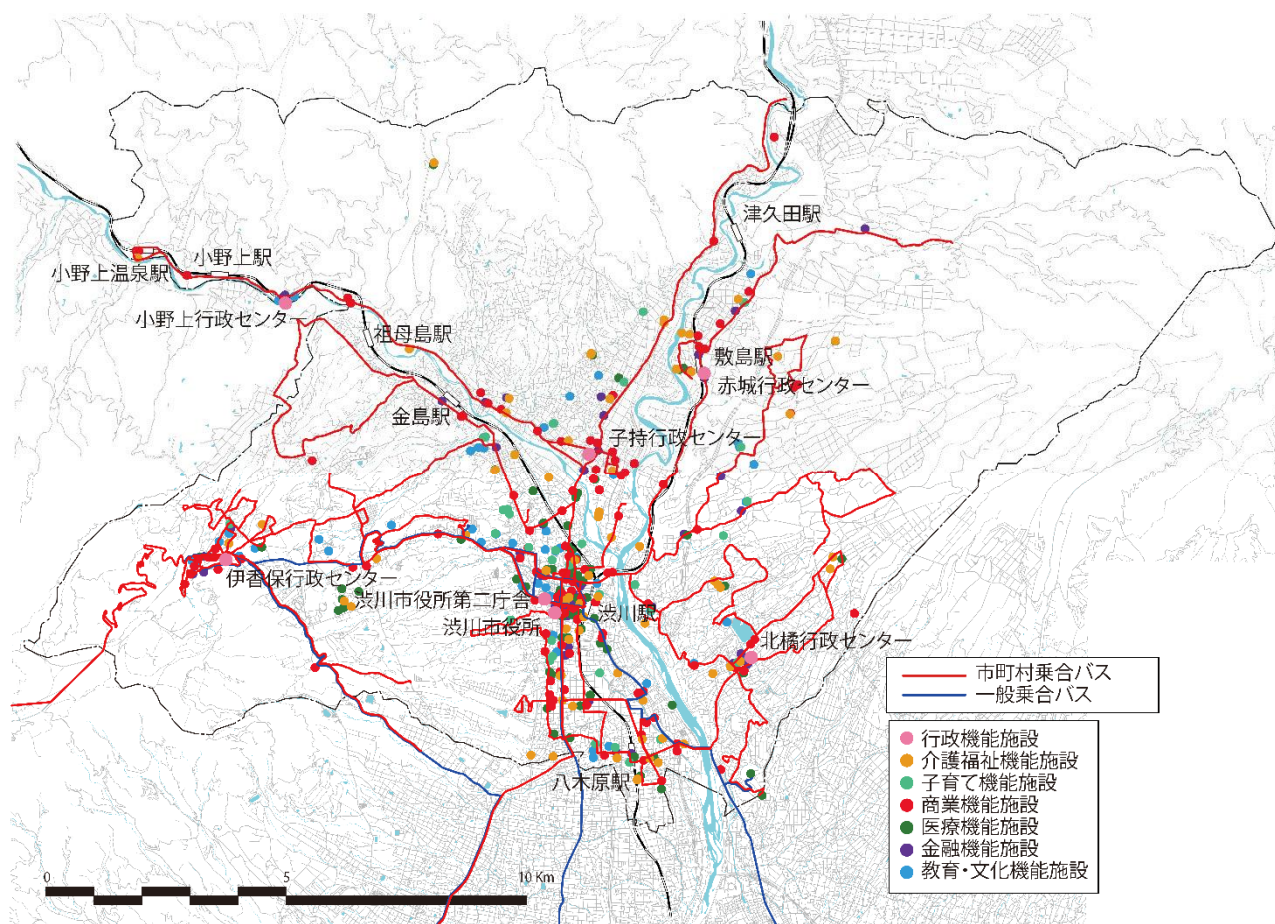 津久田駅
小野上駅
小野上温泉駅
小野上行政センター
祖母島駅
敷島駅
赤城行政センター
金島駅
子持行政センター
伊香保行政センター
渋川市役所第二庁舎
渋川駅
渋川市役所
北橘行政センター
八木原駅
市町村乗合バス
一般乗合バス
行政機能施設
介護福祉機能施設
子育て機能施設
商業機能施設
医療機能施設
金融機能施設
教育・文化機能施設
0 5 10 Km